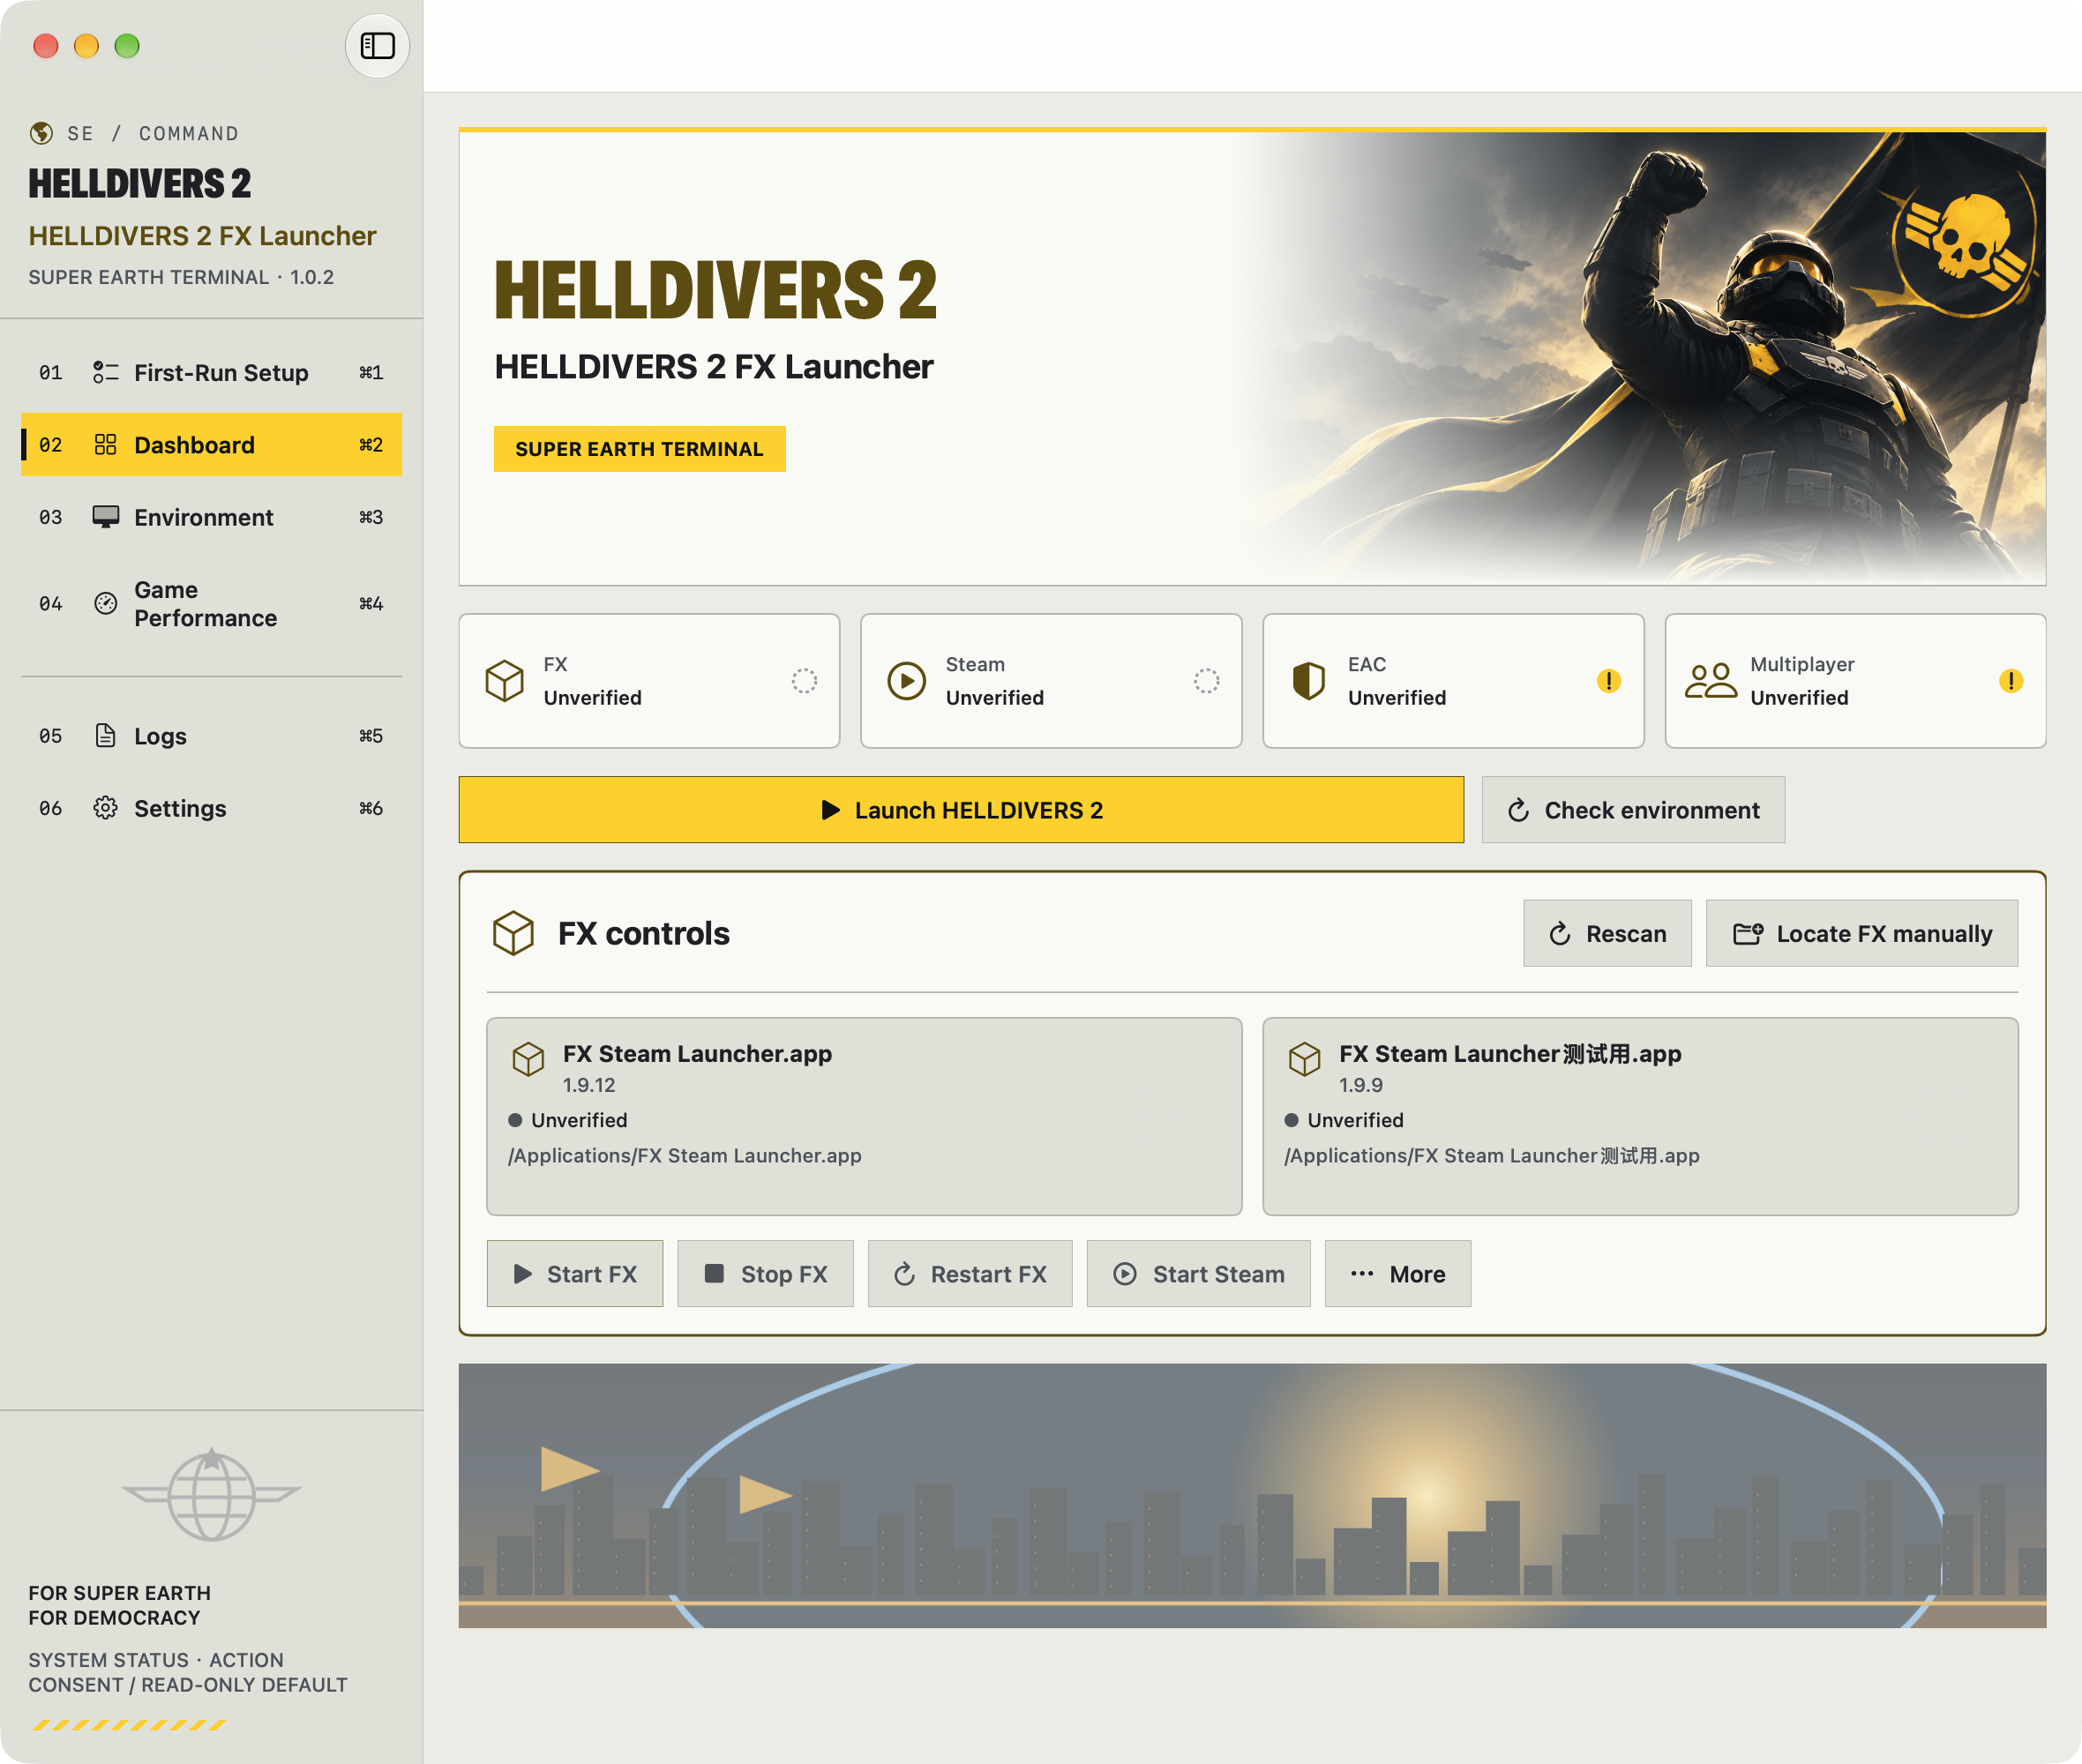 SE / COMMAND
HELLDIVERS 2
HELLDIVERS 2 FX Launcher
SUPER EARTH TERMINAL · 1.0.2
01 First-Run Setup ⌘1
02 Dashboard ⌘2
03 Environment ⌘3
04 Game Performance ⌘4
05 Logs ⌘5
06 Settings ⌘6
FOR SUPER EARTH
FOR DEMOCRACY
SYSTEM STATUS · ACTION
CONSENT / READ-ONLY DEFAULT
HELLDIVERS 2
HELLDIVERS 2 FX Launcher
SUPER EARTH TERMINAL
FX
Unverified
Steam
Unverified
EAC
Unverified
Multiplayer
Unverified
Launch HELLDIVERS 2
Check environment
FX controls
Rescan
Locate FX manually
FX Steam Launcher.app
1.9.12
Unverified
/Applications/FX Steam Launcher.app
FX Steam Launcher测试用.app
1.9.9
Unverified
/Applications/FX Steam Launcher测试用.app
Start FX
Stop FX
Restart FX
Start Steam
More